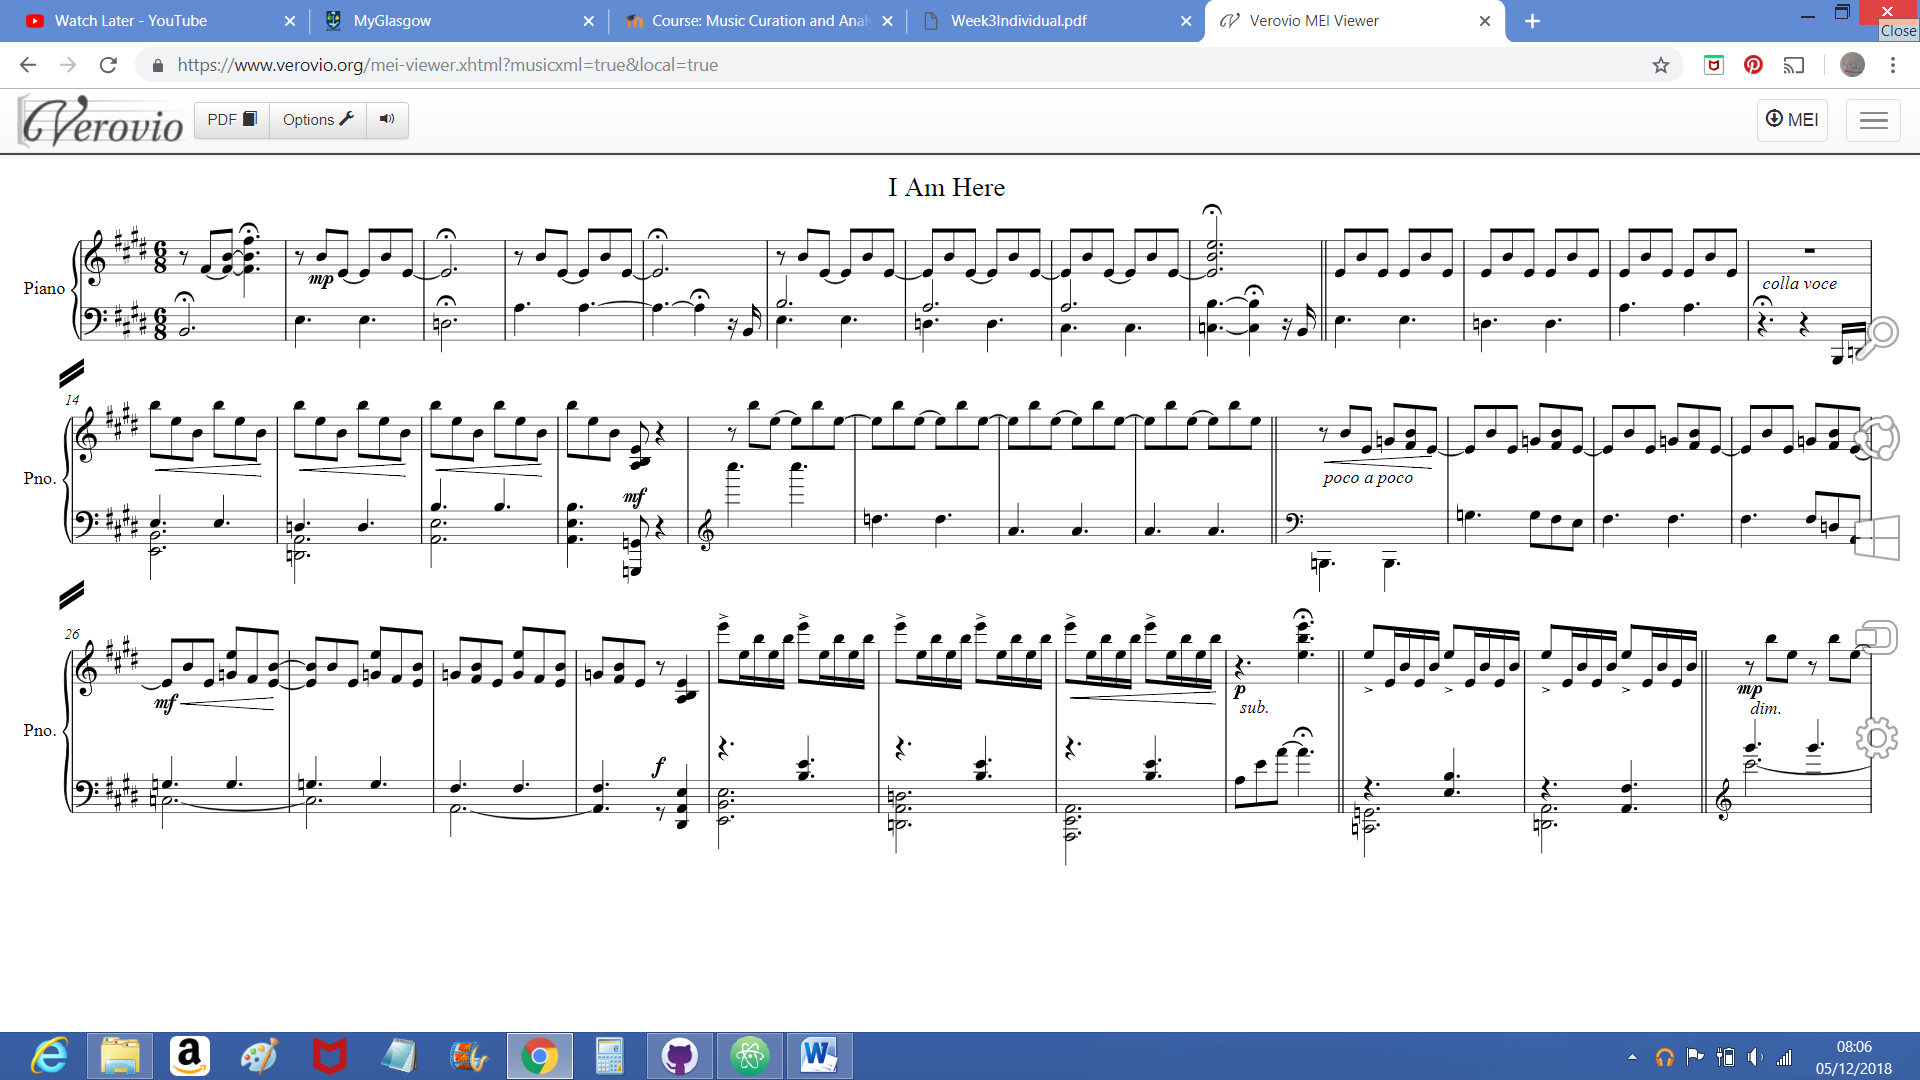 Watch Later - YouTube
MyGlasgow
Course: Music Curation and Anal
Week3Individual.pdf
Verovio MEI Viewer
Close
https://www.verovio.org/mei-viewer.xhtml?musicxml=true&local=true
Verovio
PDF
Options
MEI
I Am Here
Piano
6
8
6
8
mp
colla voce
14
Pno.
mf
poco a poco
26
Pno.
mf
f
p
sub.
mp
dim.
08:06
05/12/2018